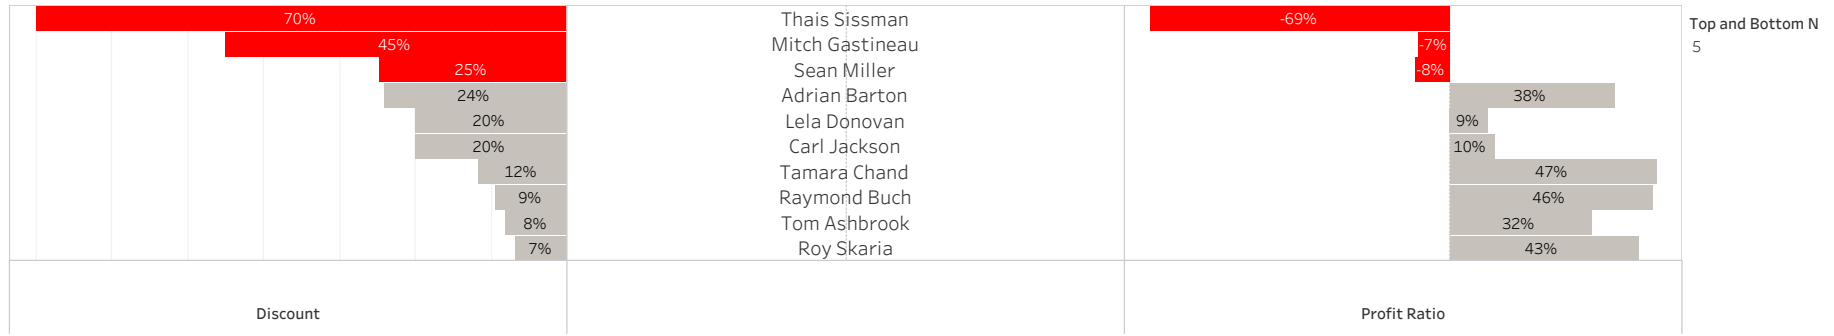 70% Thais Sissman -69%
45% Mitch Gastineau -7%
25% Sean Miller -8%
24% Adrian Barton 38%
20% Lela Donovan 9%
20% Carl Jackson 10%
12% Tamara Chand 47%
9% Raymond Buch 46%
8% Tom Ashbrook 32%
7% Roy Skaria 43%
Discount Profit Ratio
Top and Bottom N
5